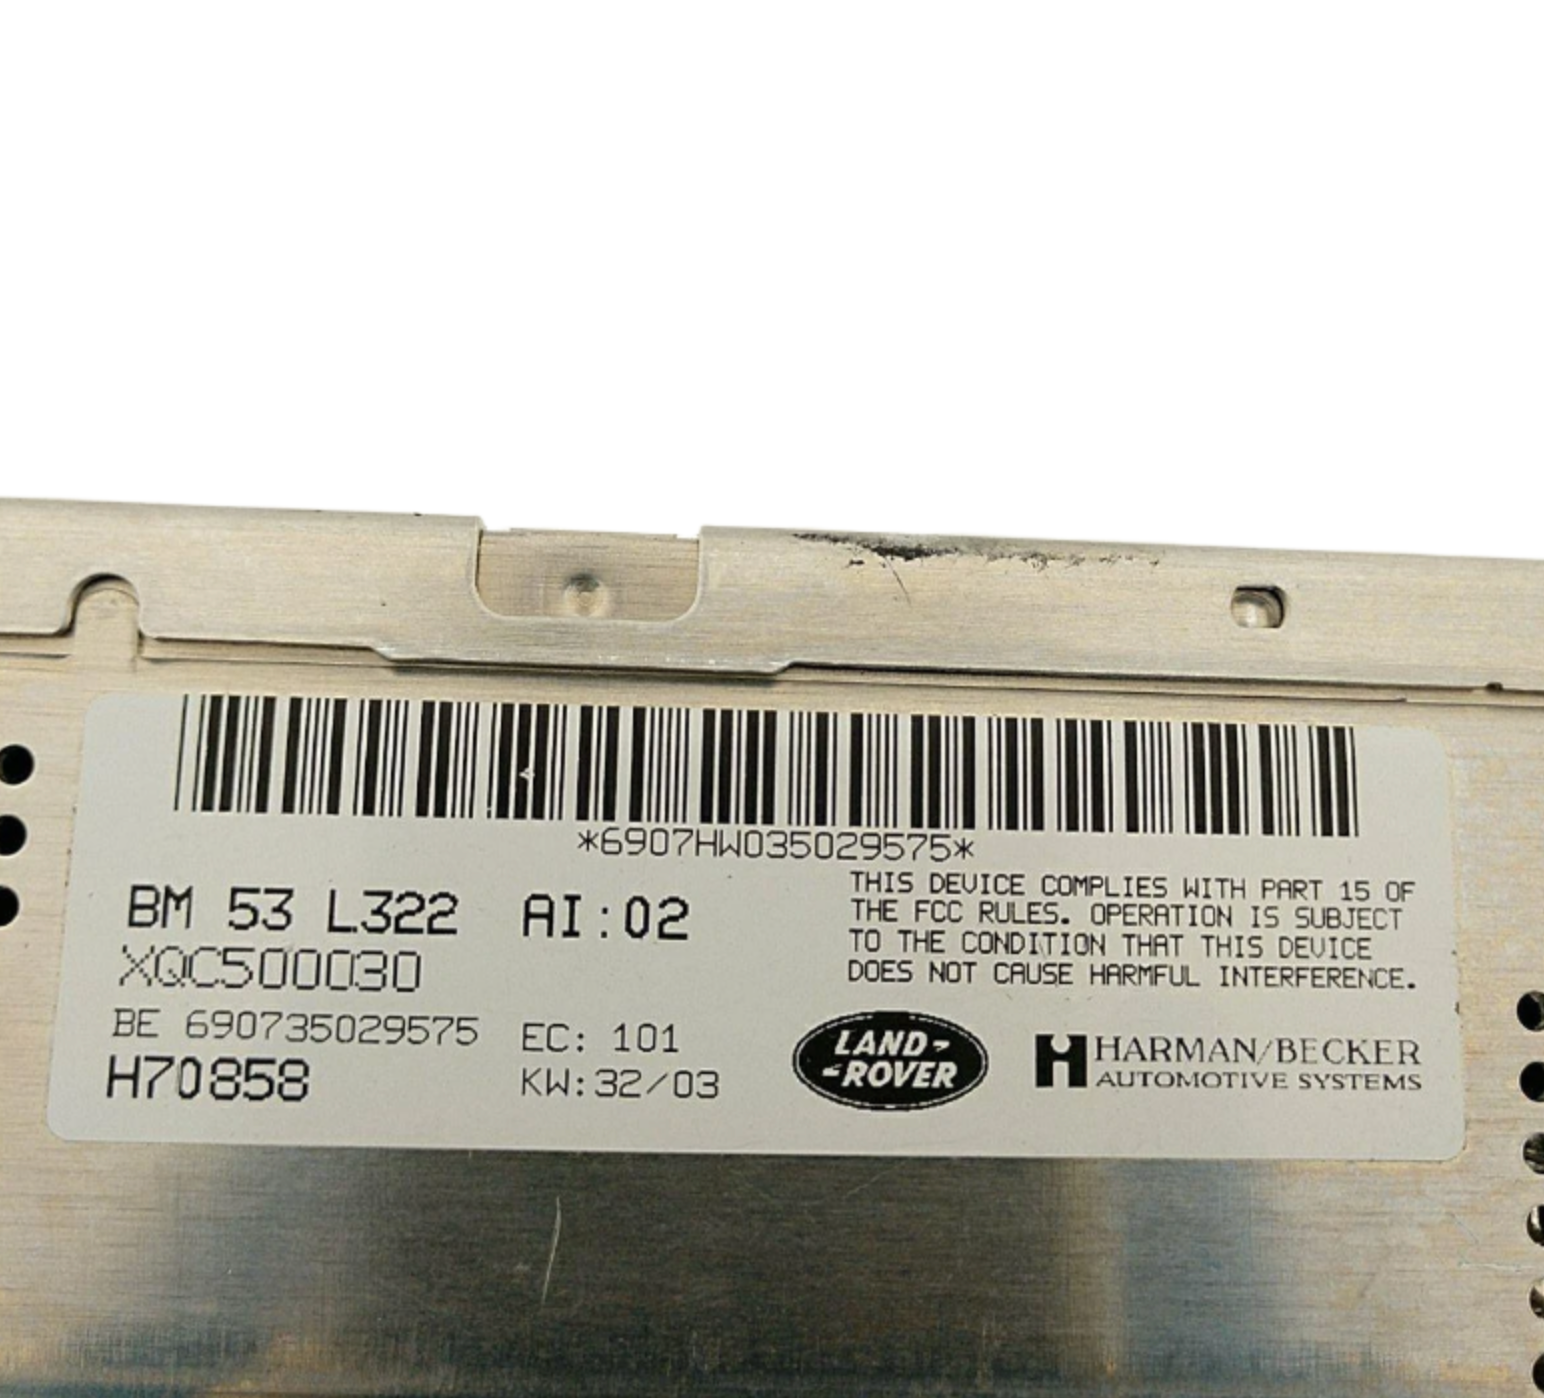 *6907HW035029575*
BM 53 L322 AI:02
XQC500030
BE 690735029575 EC: 101
H70858 KW:32/03
THIS DEVICE COMPLIES WITH PART 15 OF
THE FCC RULES. OPERATION IS SUBJECT
TO THE CONDITION THAT THIS DEVICE
DOES NOT CAUSE HARMFUL INTERFERENCE.
LAND-
-ROVER
HARMAN/BECKER
AUTOMOTIVE SYSTEMS